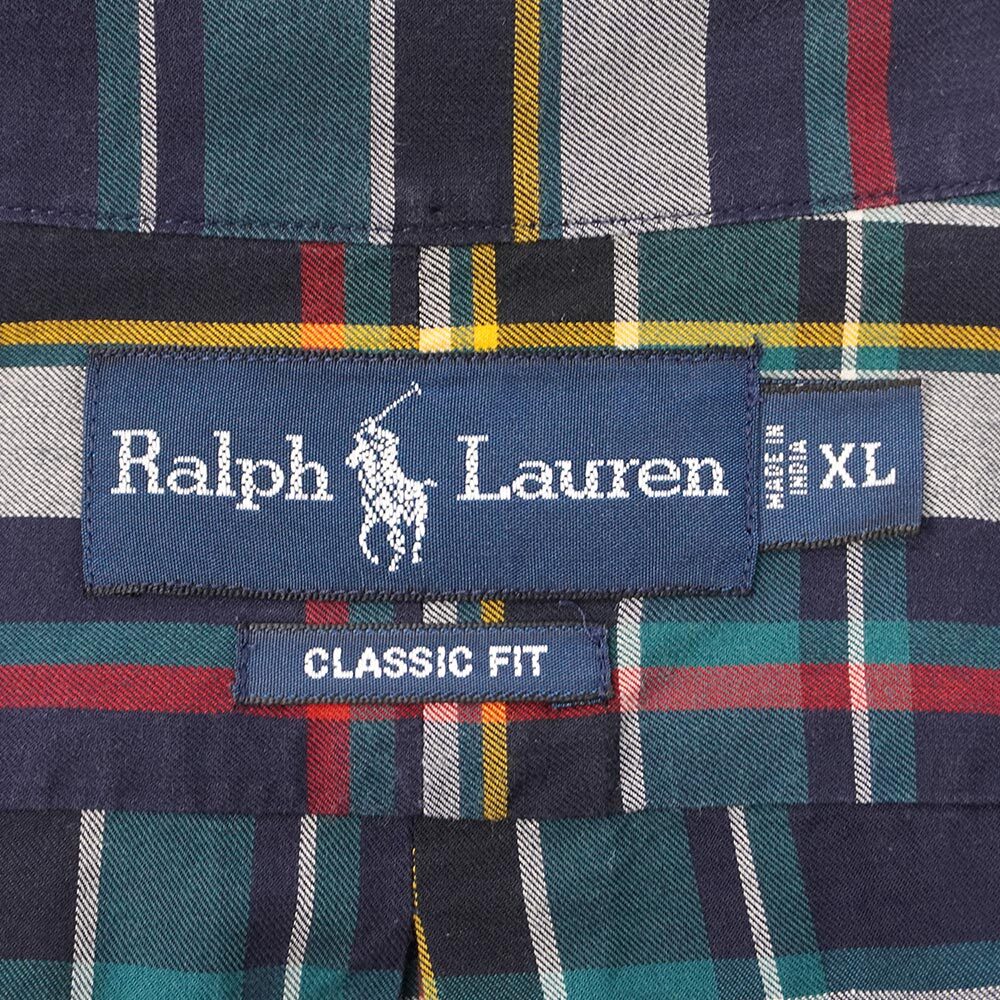 Ralph Lauren
MADE IN
INDIA
XL
CLASSIC FIT